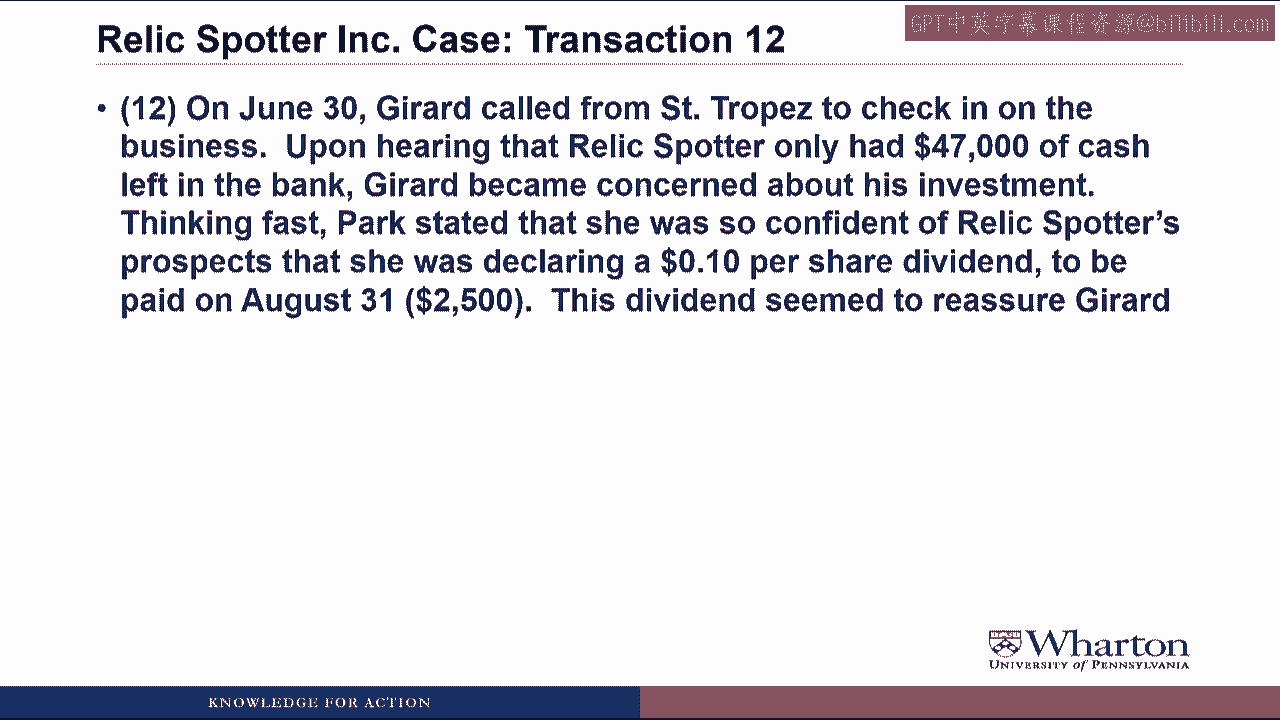 Relic Spotter Inc. Case: Transaction 12
GPT中英字幕课程资源@bilibili.com
• (12) On June 30, Girard called from St. Tropez to check in on the
business. Upon hearing that Relic Spotter only had $47,000 of cash
left in the bank, Girard became concerned about his investment.
Thinking fast, Park stated that she was so confident of Relic Spotter’s
prospects that she was declaring a $0.10 per share dividend, to be
paid on August 31 ($2,500). This dividend seemed to reassure Girard
Wharton
UNIVERSITY of PENNSYLVANIA
KNOWLEDGE FOR ACTION